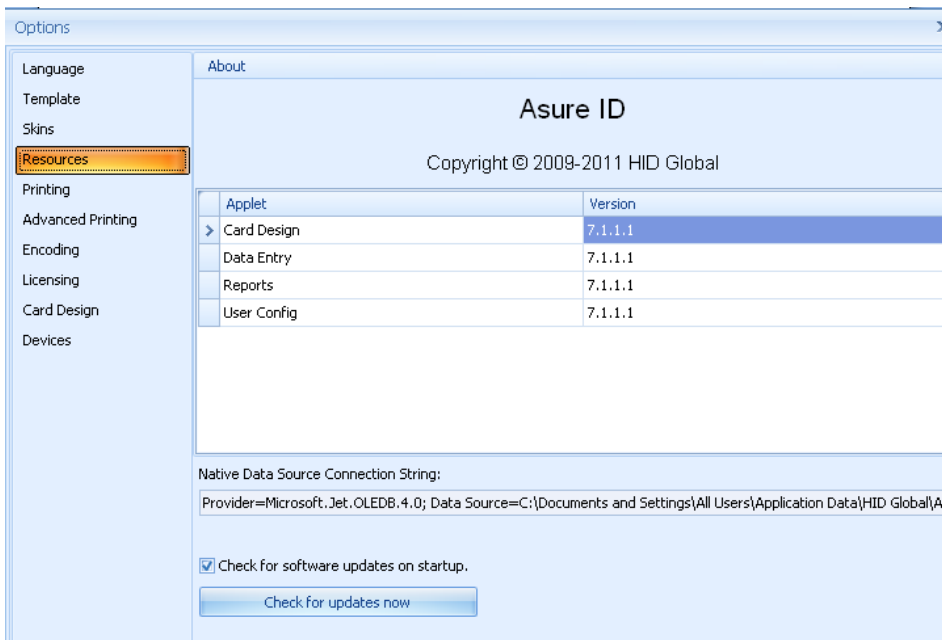 Options
Language
Template
Skins
Resources
Printing
Advanced Printing
Encoding
Licensing
Card Design
Devices
About
Asure ID
Copyright © 2009-2011 HID Global
Applet Version
Card Design 7.1.1.1
Data Entry 7.1.1.1
Reports 7.1.1.1
User Config 7.1.1.1
Native Data Source Connection String:
Provider=Microsoft.Jet.OLEDB.4.0; Data Source=C:\Documents and Settings\All Users\Application Data\HID Global\A
Check for software updates on startup.
Check for updates now